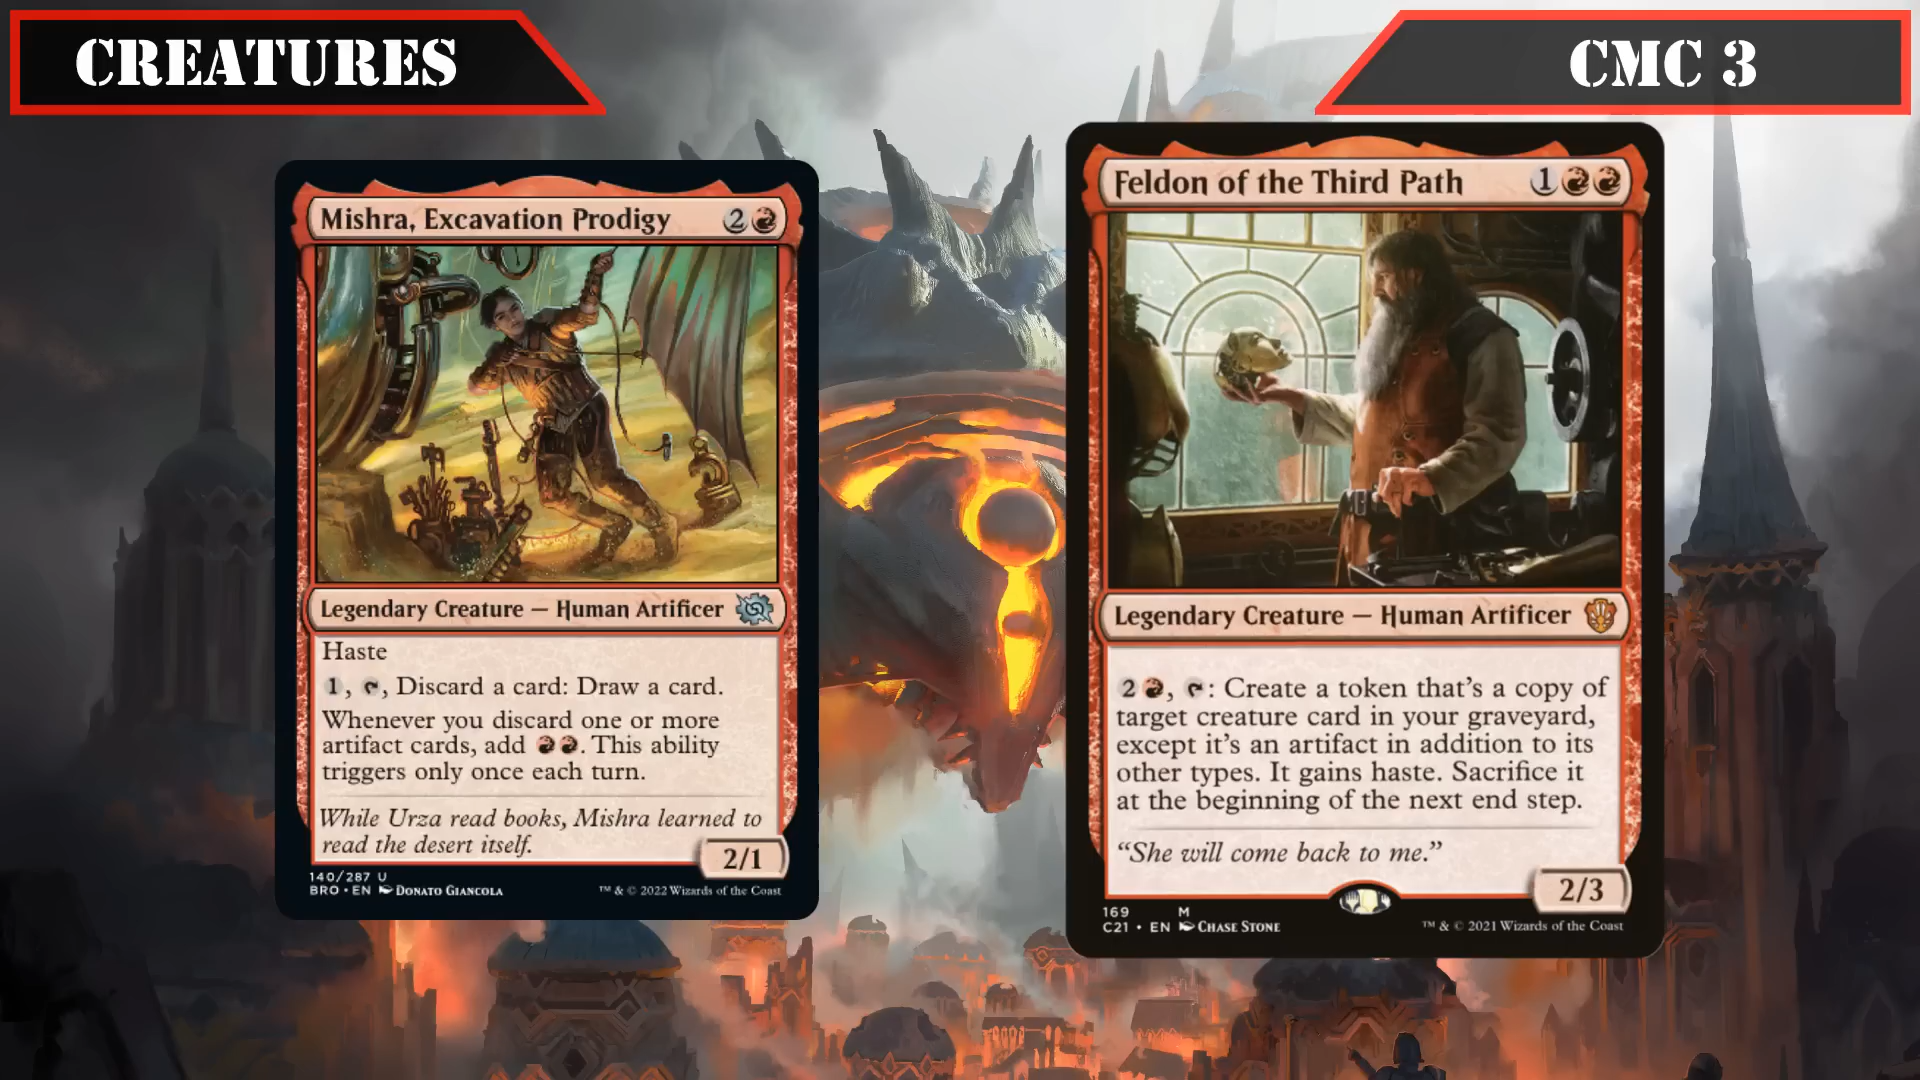 CREATURES
CMC 3
Mishra, Excavation Prodigy 2
Legendary Creature — Human Artificer
Haste
1, , Discard a card: Draw a card.
Whenever you discard one or more
artifact cards, add . This ability
triggers only once each turn.
While Urza read books, Mishra learned to
read the desert itself.
2/1
140/287 U
BRO • EN DONATO GIANCOLA
™ & © 2022 Wizards of the Coast
Feldon of the Third Path 1
Legendary Creature — Human Artificer
2 , : Create a token that's a copy of
target creature card in your graveyard,
except it's an artifact in addition to its
other types. It gains haste. Sacrifice it
at the beginning of the next end step.
“She will come back to me.”
2/3
169 M
C21 • EN CHASE STONE
™ & © 2021 Wizards of the Coast